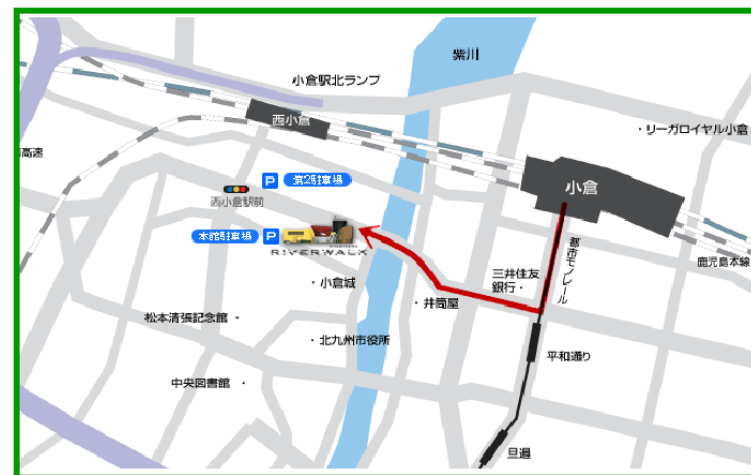 紫川
小倉駅北ランプ
西小倉
・リーガロイヤル小倉
高速
小倉
P 第2駐車場
西小倉駅前
本館駐車場 P
RIVERWALK
都市モノレール
鹿児島本線
三井住友
銀行・
・小倉城
・井筒屋
松本清張記念館・
・北九州市役所
平和通り
中央図書館・
旦過